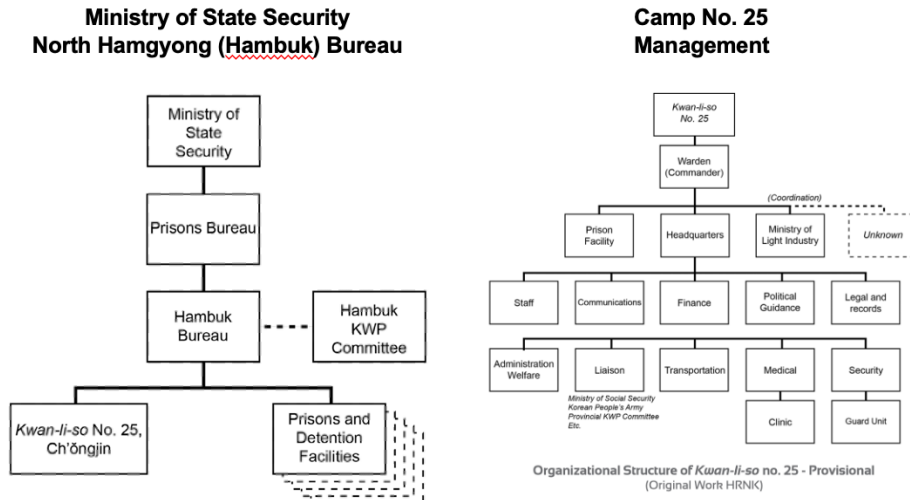 Ministry of State Security
North Hamgyong (Hambuk) Bureau
Ministry of
State
Security
Prisons Bureau
Hambuk
Bureau
Hambuk
KWP
Committee
Kwan-li-so No. 25,
Ch'ŏngjin
Prisons and
Detention
Facilities
Camp No. 25
Management
Kwan-li-so
No. 25
Warden
(Commander)
(Coordination)
Prison
Facility
Headquarters
Ministry of
Light Industry
Unknown
Staff
Communications
Finance
Political
Guidance
Legal and
records
Administration
Welfare
Liaison
Transportation
Medical
Security
Ministry of Social Security
Korean People's Army
Provincial KWP Committee
Etc.
Clinic
Guard Unit
Organizational Structure of Kwan-li-so no. 25 - Provisional
(Original Work HRNK)